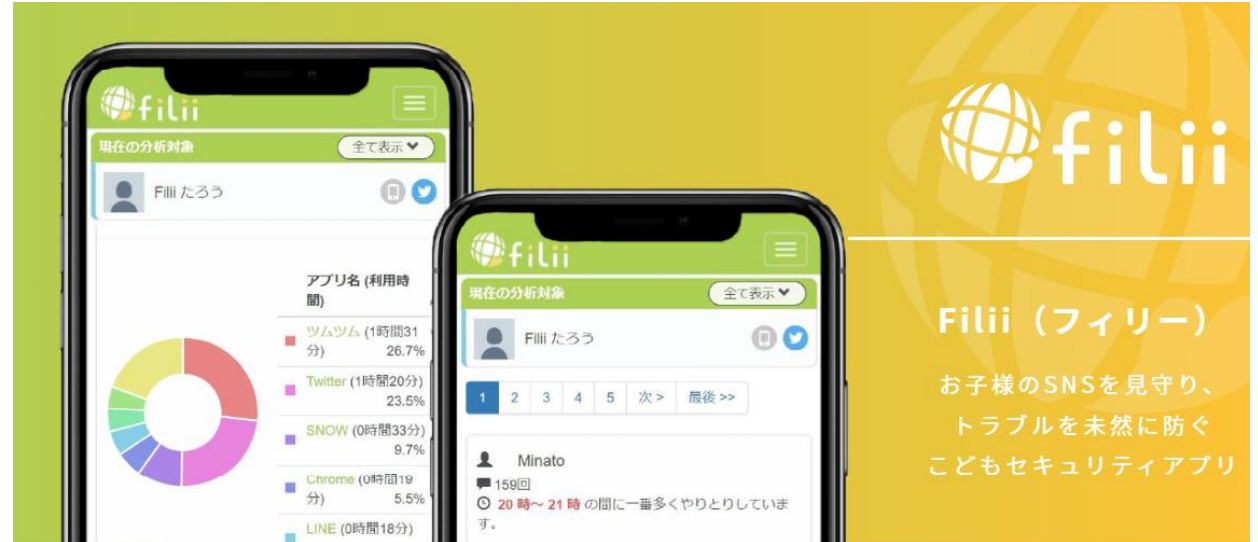 filii
現在の分析対象
全て表示
Filii たろう
アプリ名 (利用時
間)
ツムツム (1時間31
分) 26.7%
Twitter (1時間20分)
23.5%
SNOW (0時間33分)
9.7%
Chrome (0時間19
分) 5.5%
LINE (0時間18分)
filii
現在の分析対象
全て表示
Filii たろう
1 2 3 4 5 次 > 最後 >>
Minato
159回
20 時～ 21 時 の間に一番多くやりとりしていま
す。
filii
Filii（フィリー）
お子様のSNSを見守り、
トラブルを未然に防ぐ
こどもセキュリティアプリ